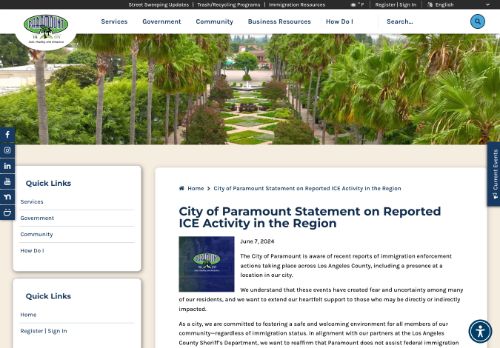 Street Sweeping Updates | Trash/Recycling Programs | Immigration Resources
° F Register | Sign In English
PARAMOUNT
Services Government Community Business Resources How Do I Search...
Current Events
Quick Links
Services
Government
Community
How Do I
Quick Links
Home
Register | Sign In
Home > City of Paramount Statement on Reported ICE Activity in the Region
City of Paramount Statement on Reported
ICE Activity in the Region
June 7, 2024
The City of Paramount is aware of recent reports of immigration enforcement
actions taking place across Los Angeles County, including a presence at a
location in our city.
We understand that these events have created fear and uncertainty among many
of our residents, and we want to extend our heartfelt support to those who may be directly or indirectly
impacted.
As a city, we are committed to fostering a safe and welcoming environment for all members of our
community—regardless of immigration status. In alignment with our partners at the Los Angeles
County Sheriff's Department, we want to reaffirm that Paramount does not assist federal immigration